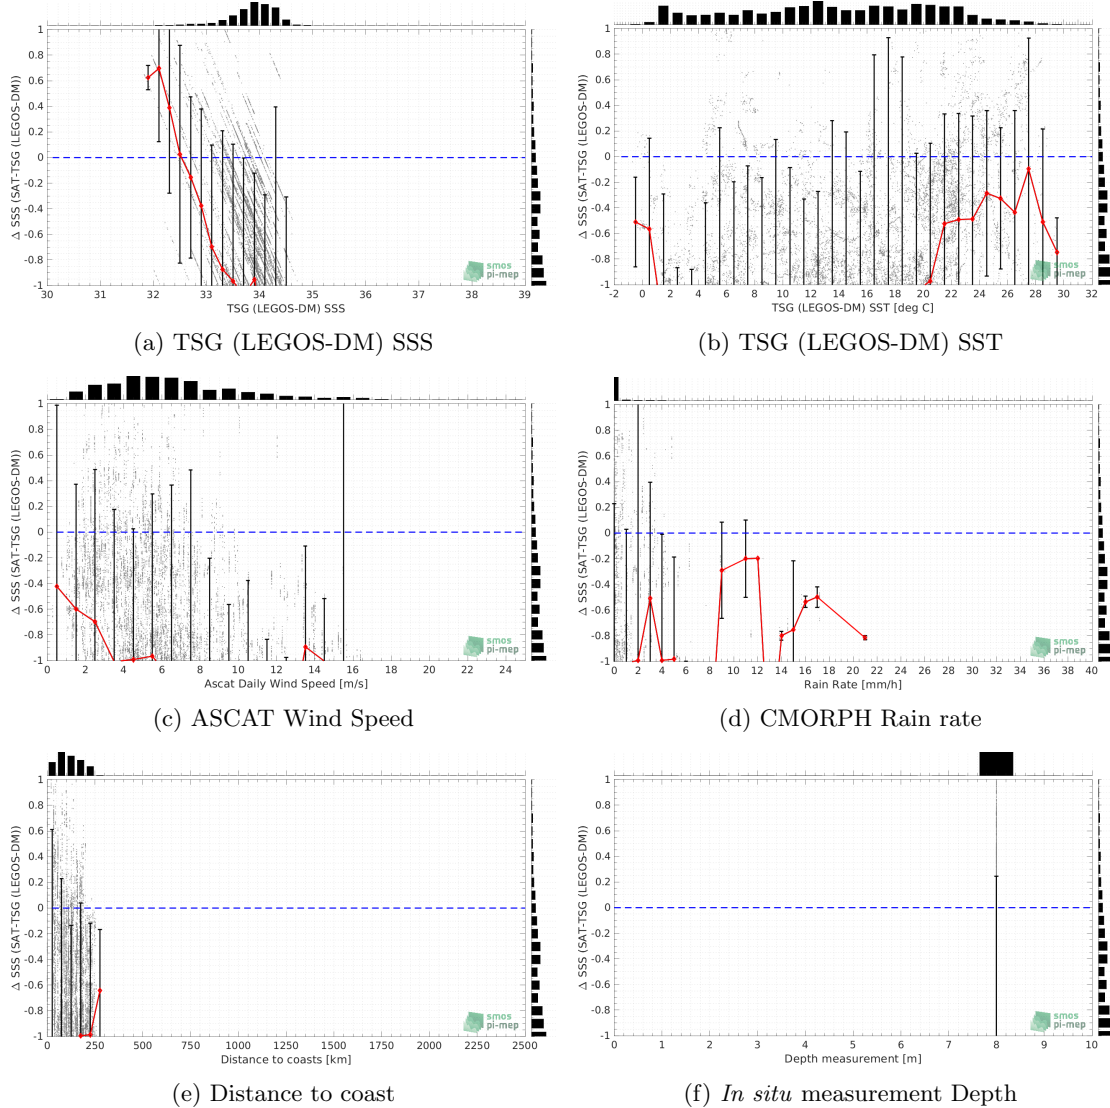 Δ SSS (SAT-TSG (LEGOS-DM))
1
0.8
0.6
0.4
0.2
0
-0.2
-0.4
-0.6
-0.8
-1
30 31 32 33 34 35 36 37 38 39
TSG (LEGOS-DM) SSS
smos
pi-mep
(a) TSG (LEGOS-DM) SSS
Δ SSS (SAT-TSG (LEGOS-DM))
1
0.8
0.6
0.4
0.2
0
-0.2
-0.4
-0.6
-0.8
-1
-2 0 2 4 6 8 10 12 14 16 18 20 22 24 26 28 30 32
TSG (LEGOS-DM) SST [deg C]
smos
pi-mep
(b) TSG (LEGOS-DM) SST
Δ SSS (SAT-TSG (LEGOS-DM))
1
0.8
0.6
0.4
0.2
0
-0.2
-0.4
-0.6
-0.8
-1
0 2 4 6 8 10 12 14 16 18 20 22 24
Ascat Daily Wind Speed [m/s]
smos
pi-mep
(c) ASCAT Wind Speed
Δ SSS (SAT-TSG (LEGOS-DM))
1
0.8
0.6
0.4
0.2
0
-0.2
-0.4
-0.6
-0.8
-1
0 2 4 6 8 10 12 14 16 18 20 22 24 26 28 30 32 34 36 38 40
Rain Rate [mm/h]
smos
pi-mep
(d) CMORPH Rain rate
Δ SSS (SAT-TSG (LEGOS-DM))
1
0.8
0.6
0.4
0.2
0
-0.2
-0.4
-0.6
-0.8
-1
0 250 500 750 1000 1250 1500 1750 2000 2250 2500
Distance to coasts [km]
smos
pi-mep
(e) Distance to coast
Δ SSS (SAT-TSG (LEGOS-DM))
1
0.8
0.6
0.4
0.2
0
-0.2
-0.4
-0.6
-0.8
-1
0 1 2 3 4 5 6 7 8 9 10
Depth measurement [m]
smos
pi-mep
(f) In situ measurement Depth